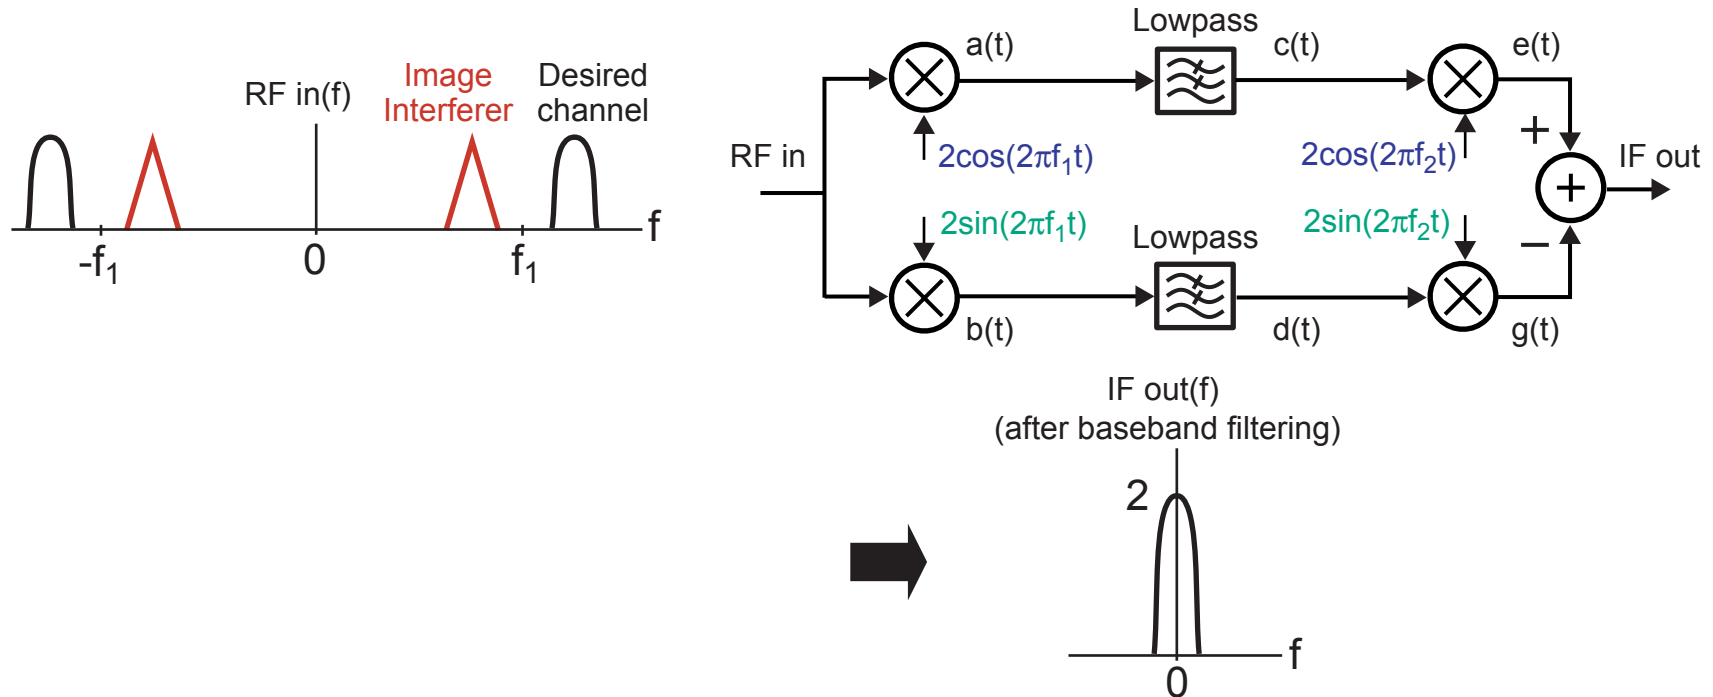 RF in(f)
Image
Interferer
Desired
channel
-f₁
0
f₁
f
RF in
a(t)
Lowpass
c(t)
e(t)
2cos(2πf₁t)
2cos(2πf₂t)
+
+
IF out
2sin(2πf₁t)
Lowpass
2sin(2πf₂t)
−
b(t)
d(t)
g(t)
IF out(f)
(after baseband filtering)
2
0
f